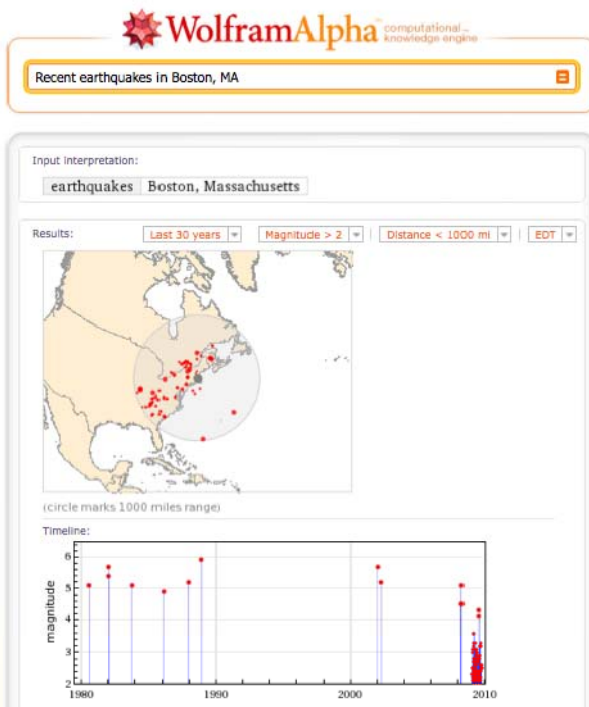 WolframAlpha computational... knowledge engine
Recent earthquakes in Boston, MA
Input interpretation:
earthquakes Boston, Massachusetts
Results: Last 30 years Magnitude > 2 Distance < 1000 mi EDT
(circle marks 1000 miles range)
Timeline:
6
5
magnitude
4
3
2
1980 1990 2000 2010